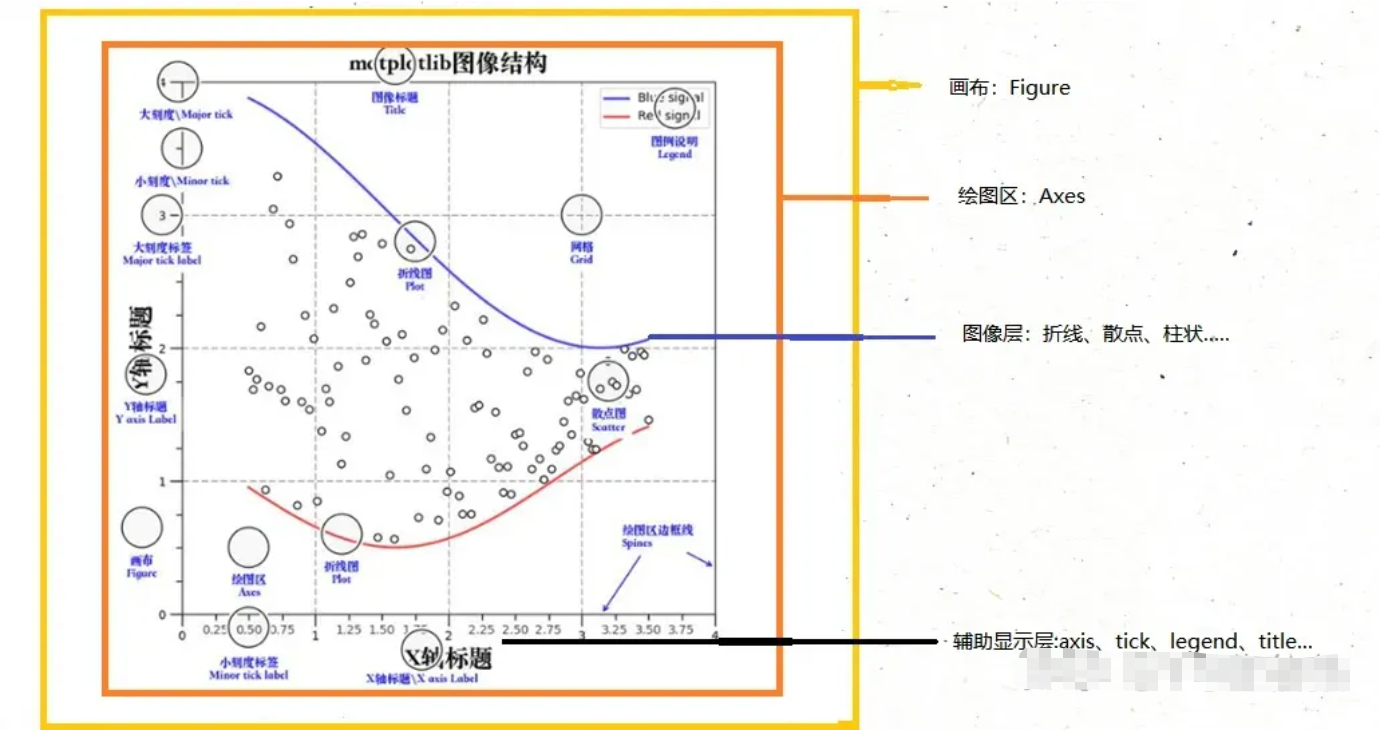 motplotlib图像结构
4
大刻度\Major tick
图像标题
Title
Blue signal
Red signal
图例说明
Legend
画布：Figure
小刻度\Minor tick
绘图区：Axes
3
大刻度标签
Major tick label
网格
Grid
折线图
Plot
Y轴标题
2
图像层：折线、散点、柱状.....
Y轴标题
Y axis Label
散点图
Scatter
1
绘图区边框线
Spines
画布
Figure
折线图
Plot
绘图区
Axes
0
0 0.25 0.50 0.75 1 1.25 1.50 1.75 2 2.25 2.50 2.75 3 3.25 3.50 3.75 4
辅助显示层:axis、tick、legend、title...
X轴标题
小刻度标签
Minor tick label
X轴标题\X axis Label